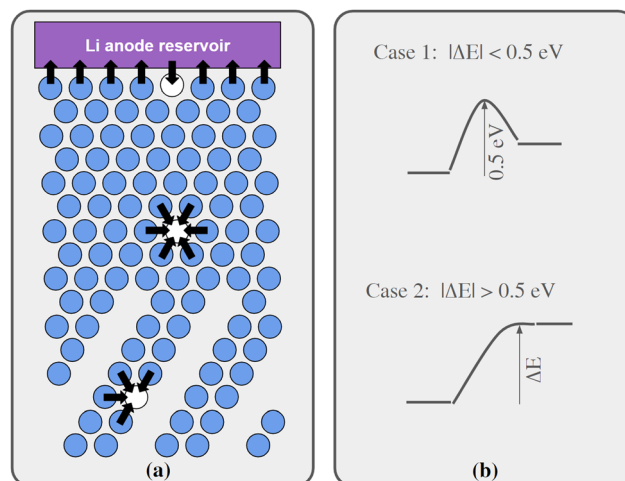 Li anode reservoir
(a)
Case 1: |ΔE| < 0.5 eV
0.5 eV
Case 2: |ΔE| > 0.5 eV
ΔE
(b)